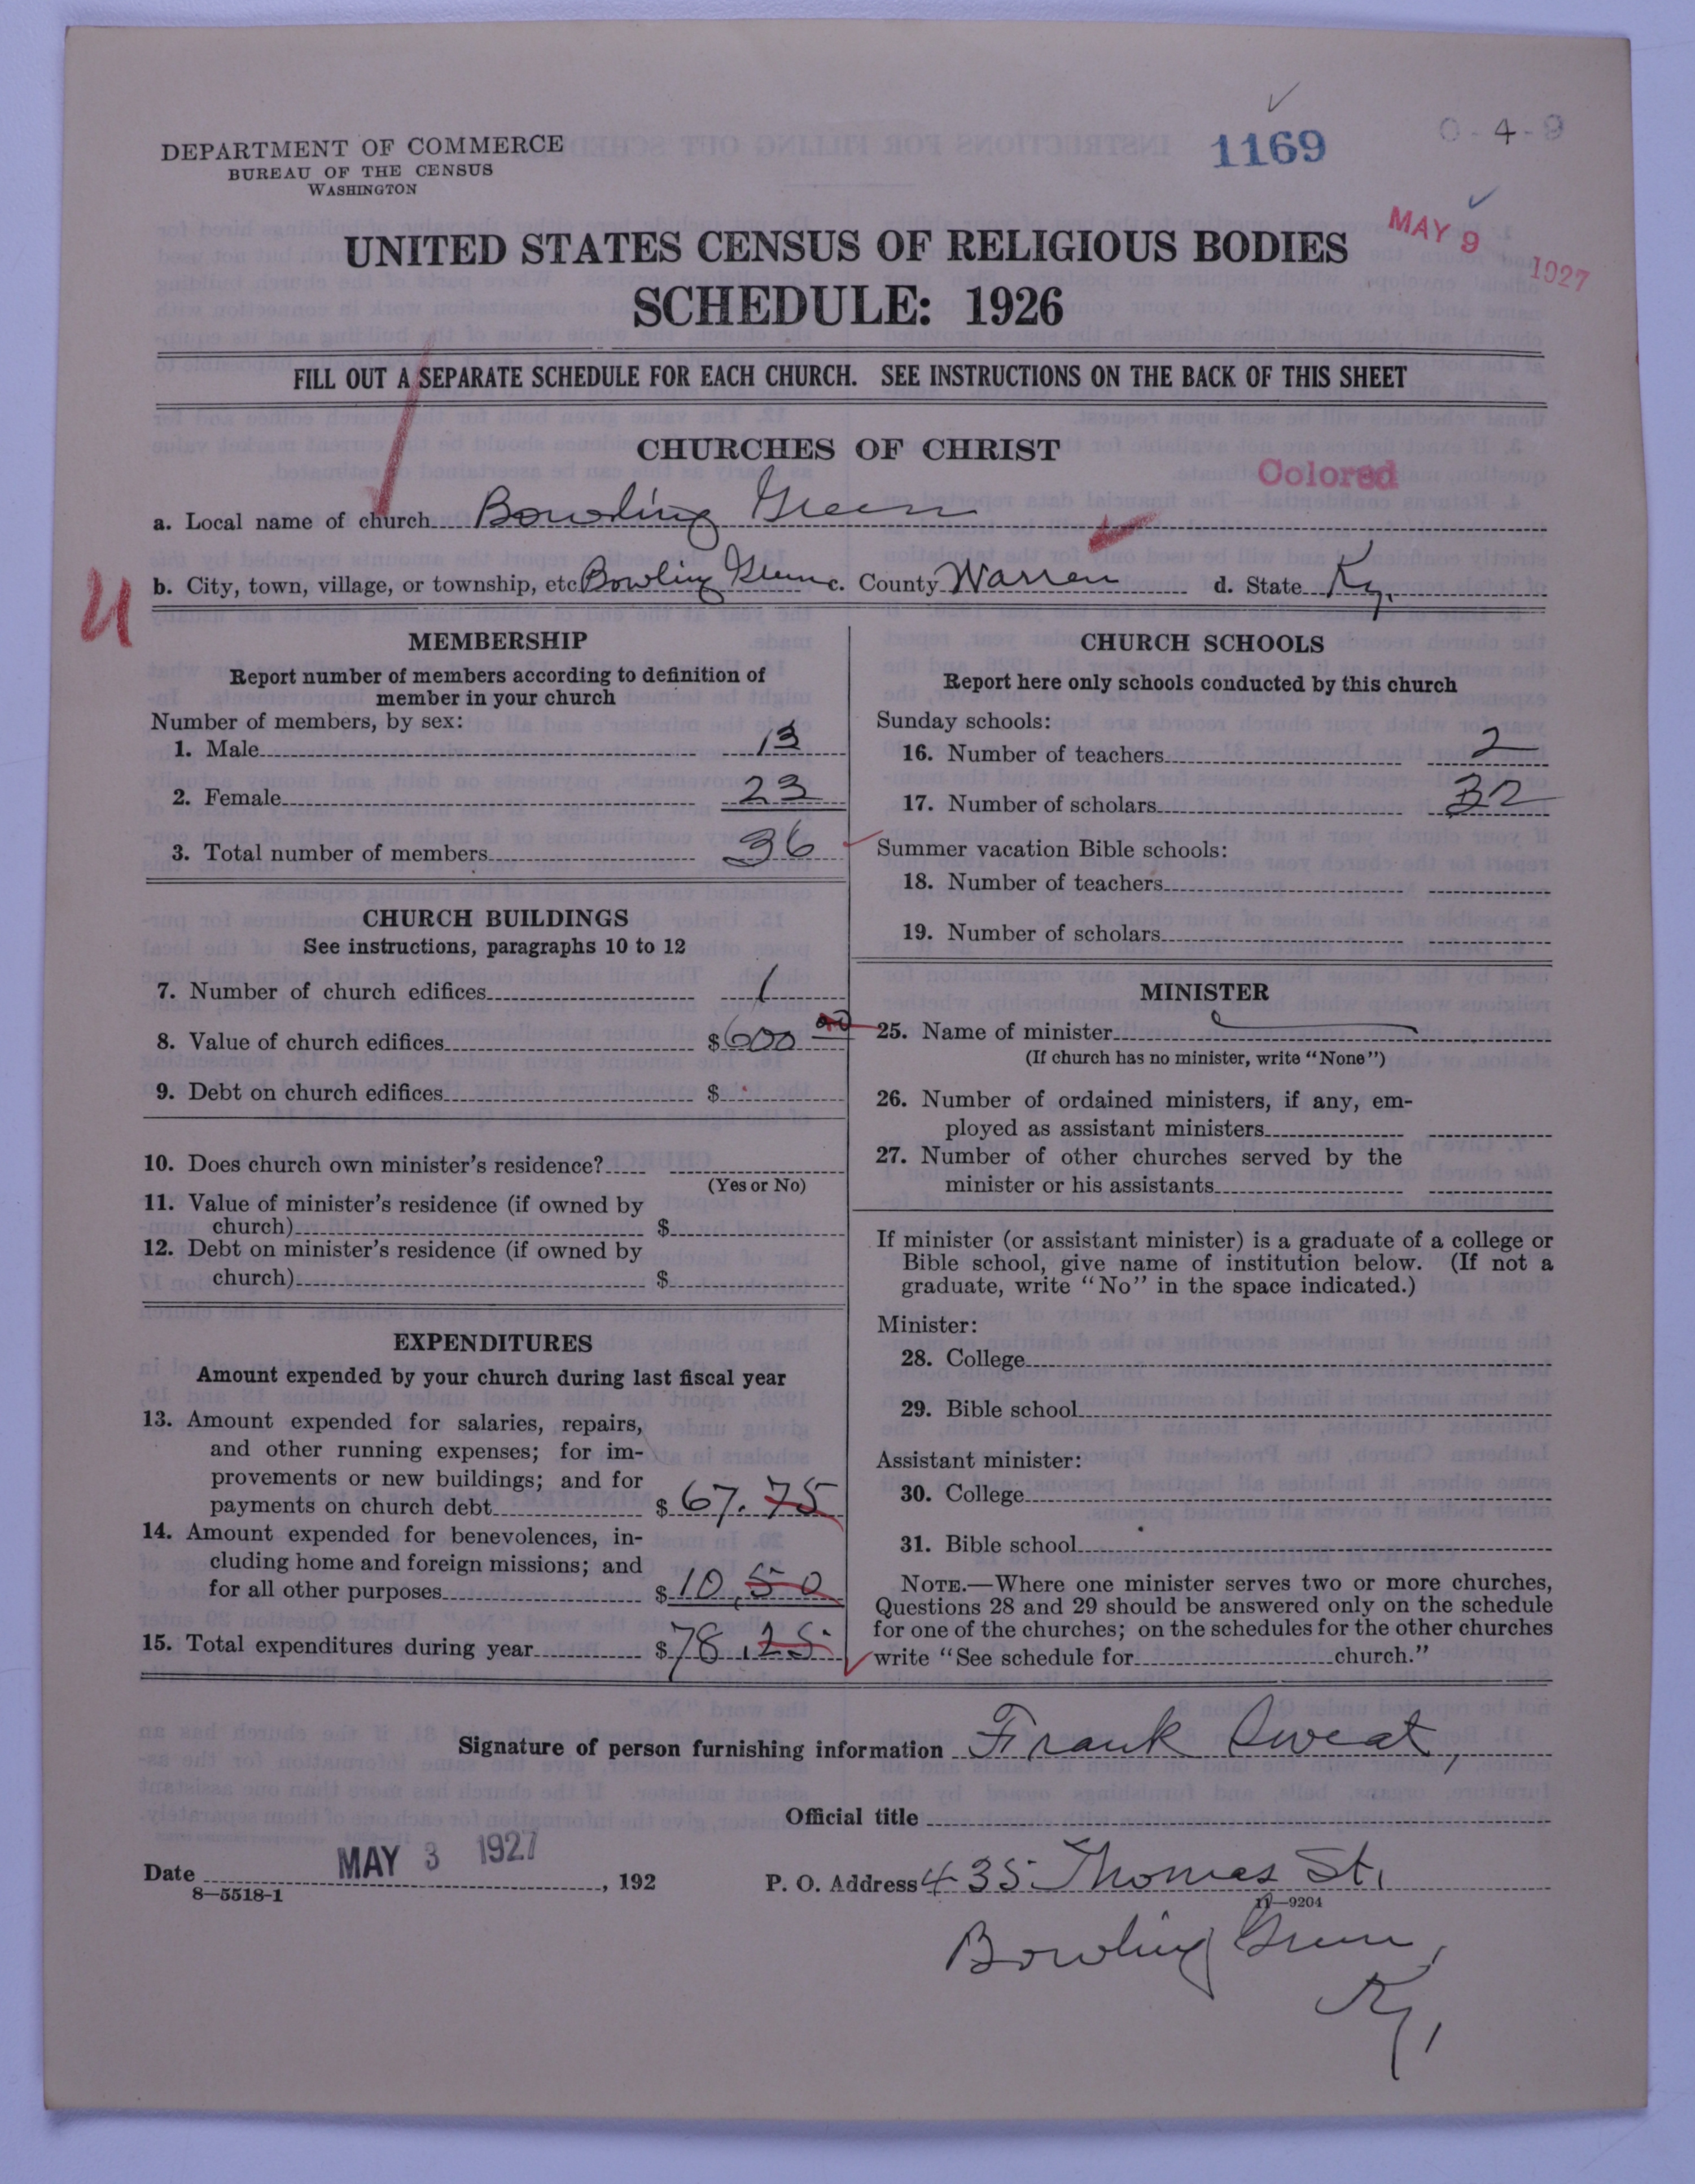 DEPARTMENT OF COMMERCE
BUREAU OF THE CENSUS
WASHINGTON
1169
0-4-9
MAY 9 1927
UNITED STATES CENSUS OF RELIGIOUS BODIES
SCHEDULE: 1926
FILL OUT A SEPARATE SCHEDULE FOR EACH CHURCH. SEE INSTRUCTIONS ON THE BACK OF THIS SHEET
CHURCHES OF CHRIST
Colored
a. Local name of church Bowling Green
b. City, town, village, or township, etc Bowling Green c. County Warren d. State Ky.
U
MEMBERSHIP
Report number of members according to definition of
member in your church
Number of members, by sex:
1. Male 13
2. Female 23
3. Total number of members 36
CHURCH BUILDINGS
See instructions, paragraphs 10 to 12
7. Number of church edifices 1
8. Value of church edifices $600 00
9. Debt on church edifices $
10. Does church own minister's residence?
(Yes or No)
11. Value of minister's residence (if owned by
church) $
12. Debt on minister's residence (if owned by
church) $
EXPENDITURES
Amount expended by your church during last fiscal year
13. Amount expended for salaries, repairs,
and other running expenses; for im-
provements or new buildings; and for
payments on church debt $67.75
14. Amount expended for benevolences, in-
cluding home and foreign missions; and
for all other purposes $10.50
15. Total expenditures during year $78.25
CHURCH SCHOOLS
Report here only schools conducted by this church
Sunday schools:
16. Number of teachers 2
17. Number of scholars 32
Summer vacation Bible schools:
18. Number of teachers
19. Number of scholars
MINISTER
25. Name of minister
(If church has no minister, write "None")
26. Number of ordained ministers, if any, em-
ployed as assistant ministers
27. Number of other churches served by the
minister or his assistants
If minister (or assistant minister) is a graduate of a college or
Bible school, give name of institution below. (If not a
graduate, write "No" in the space indicated.)
Minister:
28. College
29. Bible school
Assistant minister:
30. College
31. Bible school
NOTE.—Where one minister serves two or more churches,
Questions 28 and 29 should be answered only on the schedule
for one of the churches; on the schedules for the other churches
write "See schedule for church."
Signature of person furnishing information Frank Sweat,
Official title
Date MAY 3 1927, 192
8—5518-1
P. O. Address 435 Thomas St.
11—9204
Bowling Green,
Ky,